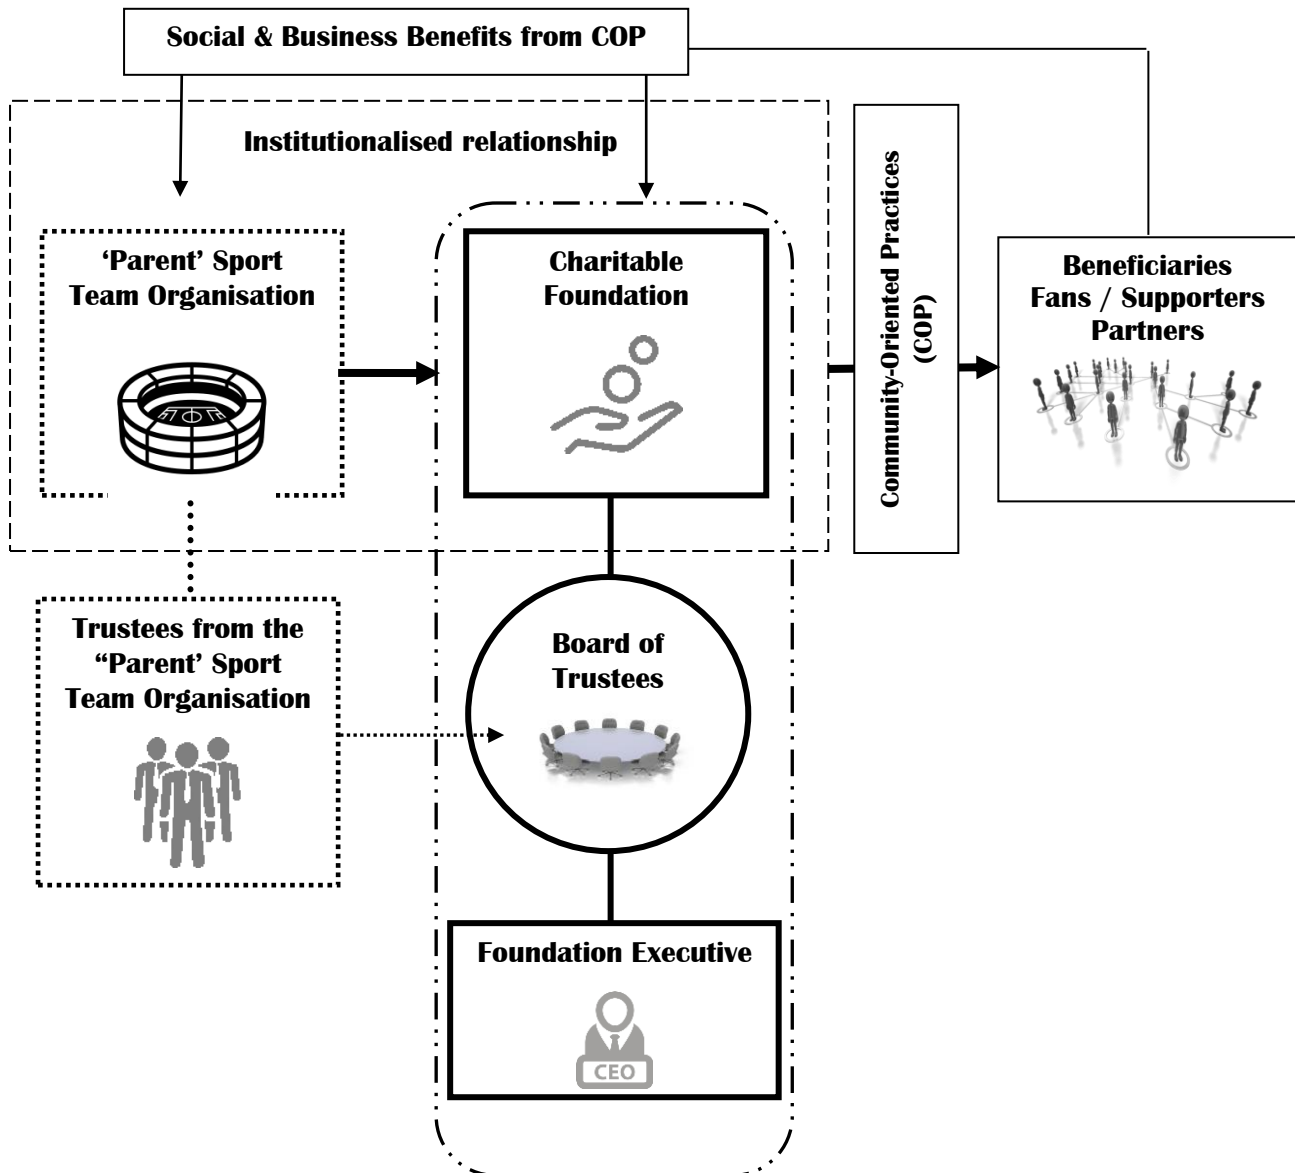 Social & Business Benefits from COP
Institutionalised relationship
‘Parent’ Sport
Team Organisation
Charitable
Foundation
Community-Oriented Practices
(COP)
Beneficiaries
Fans / Supporters
Partners
Trustees from the
“Parent’ Sport
Team Organisation
Board of
Trustees
Foundation Executive
CEO